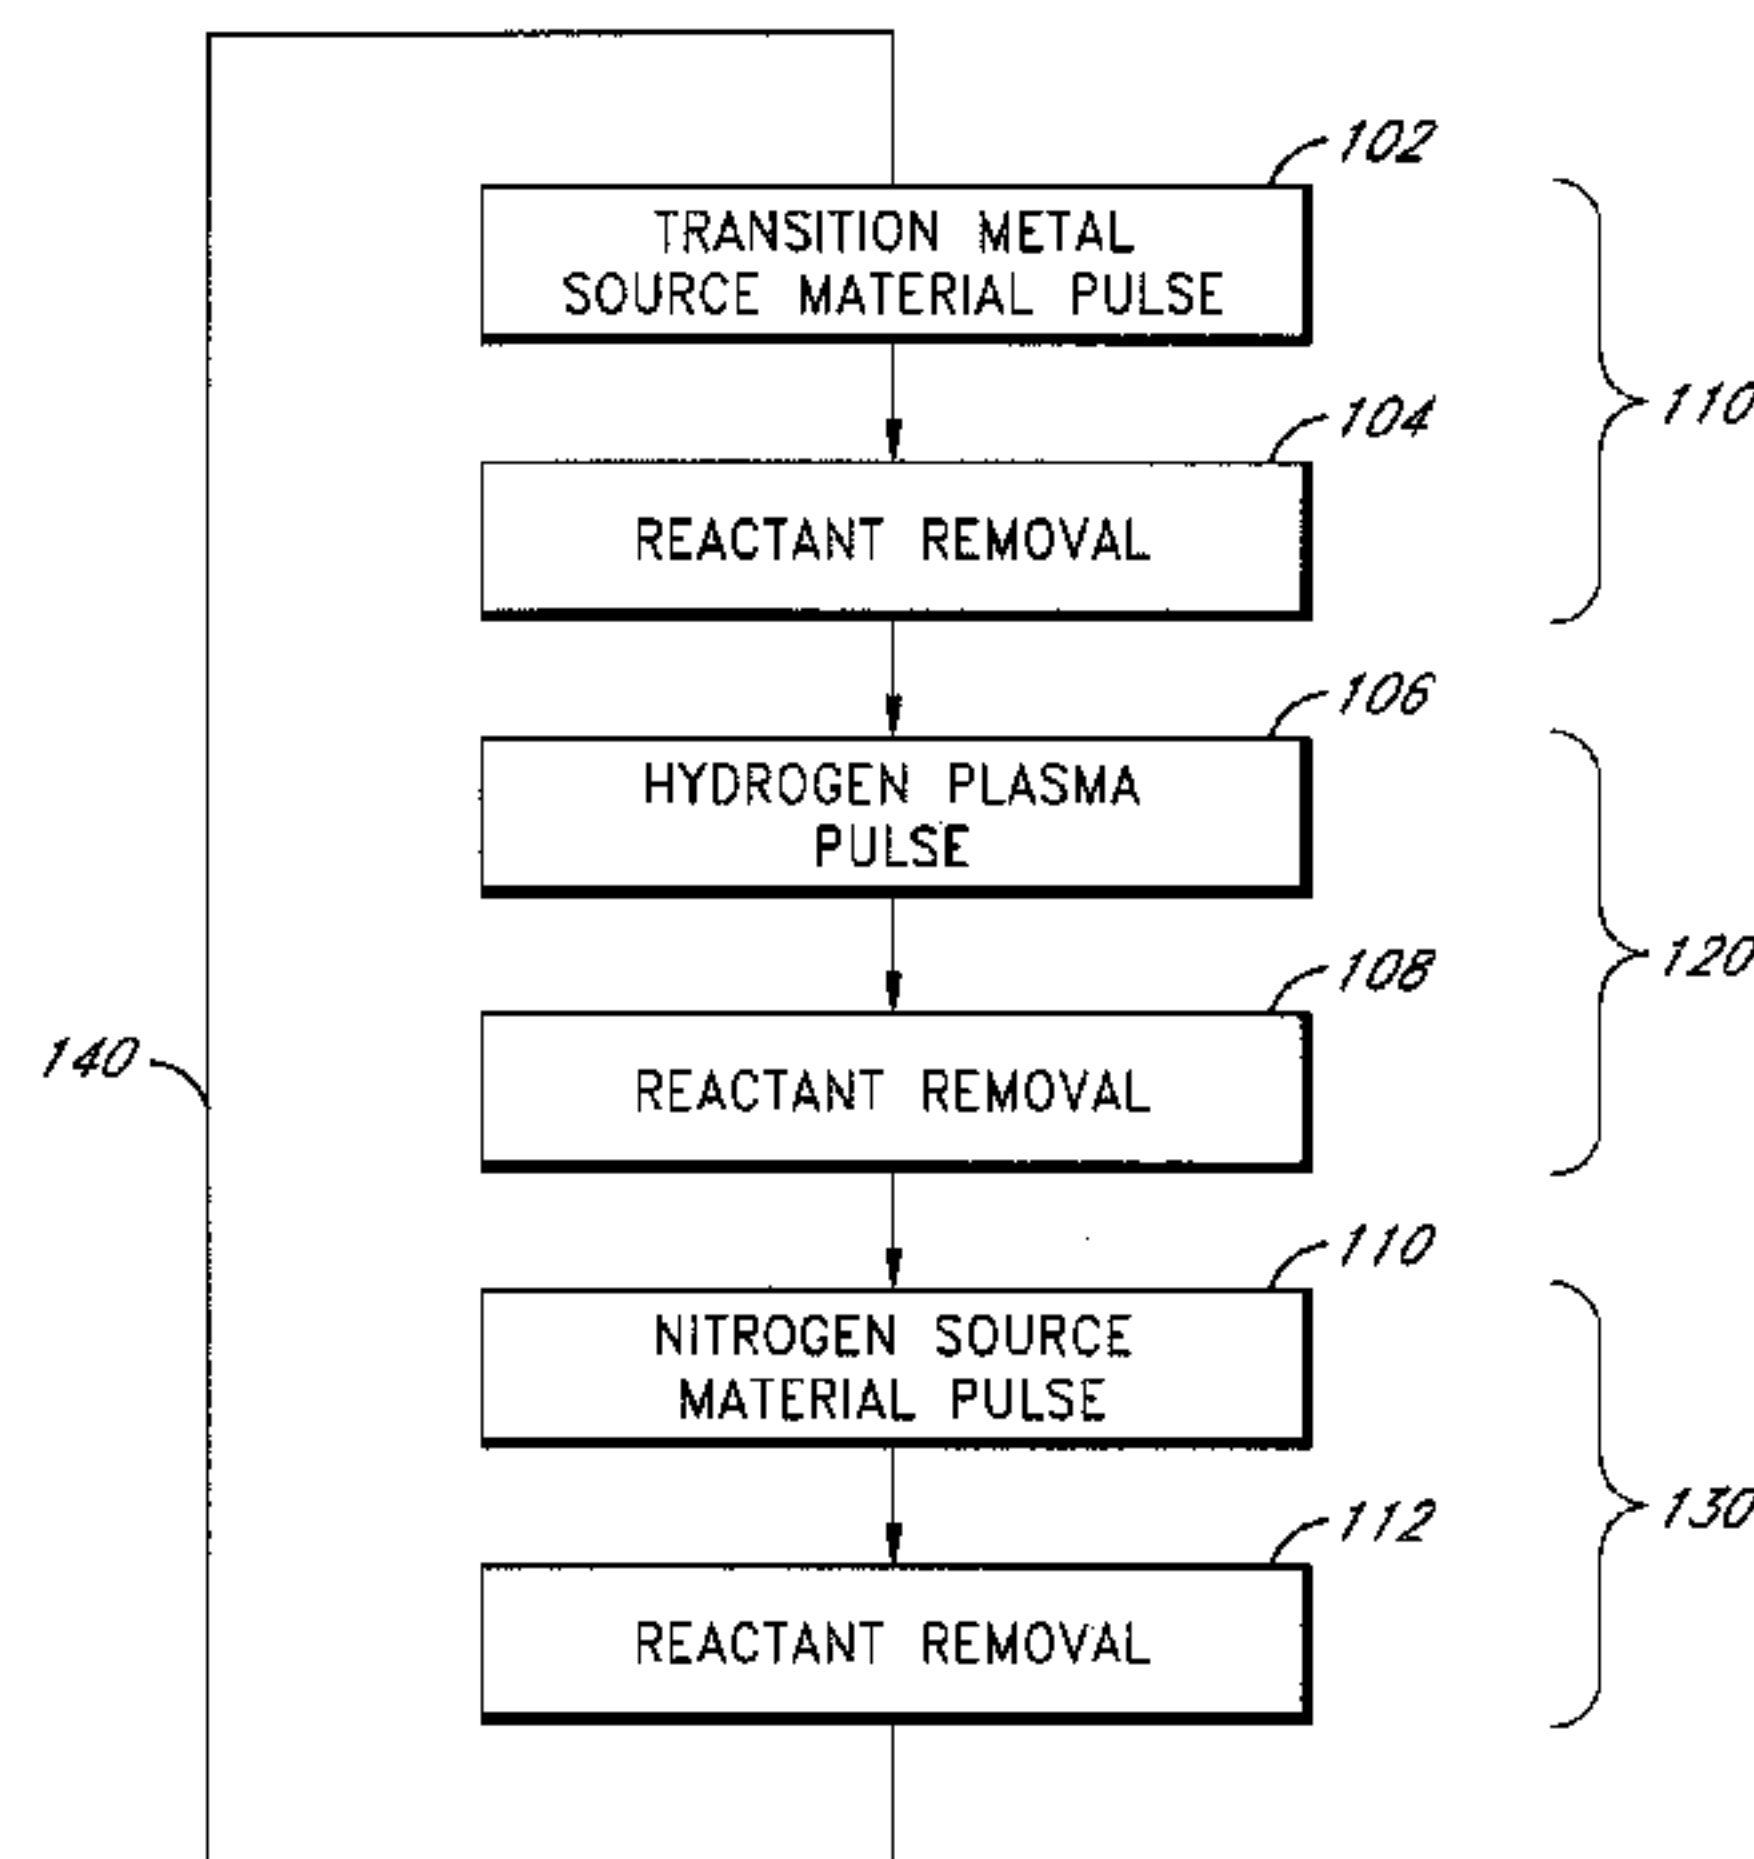 102
TRANSITION METAL
SOURCE MATERIAL PULSE
110
104
REACTANT REMOVAL
106
HYDROGEN PLASMA
PULSE
120
108
REACTANT REMOVAL
140
110
NITROGEN SOURCE
MATERIAL PULSE
130
112
REACTANT REMOVAL